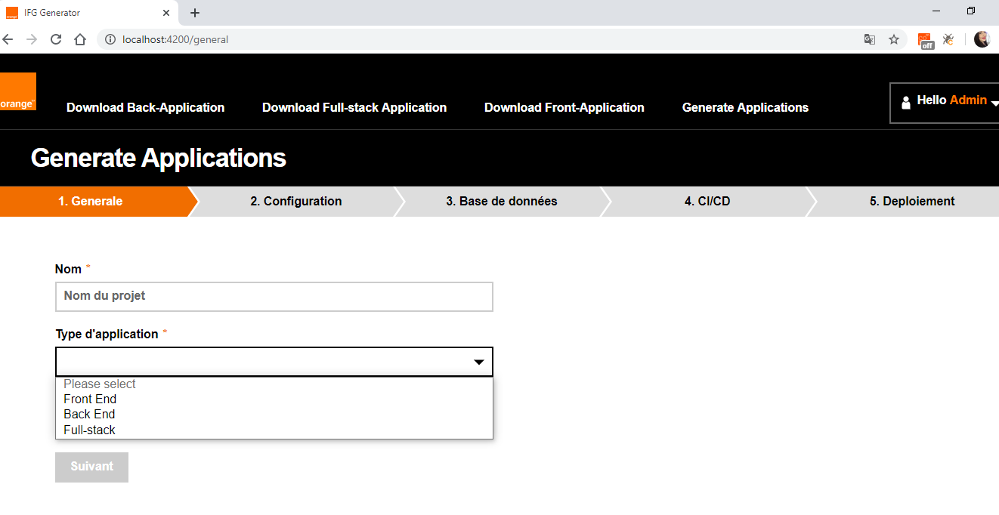 IFG Generator
localhost:4200/general
off
orange™
Download Back-Application Download Full-stack Application Download Front-Application Generate Applications
Hello Admin
Generate Applications
1. Generale 2. Configuration 3. Base de données 4. CI/CD 5. Deploiement
Nom *
Nom du projet
Type d'application *
Please select
Front End
Back End
Full-stack
Suivant